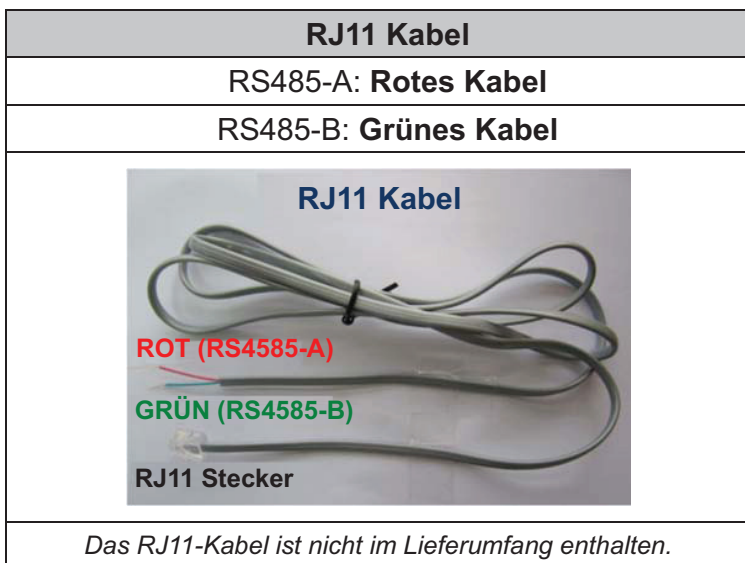 RJ11 Kabel
RS485-A: Rotes Kabel
RS485-B: Grünes Kabel
RJ11 Kabel
ROT (RS4585-A)
GRÜN (RS4585-B)
RJ11 Stecker
Das RJ11-Kabel ist nicht im Lieferumfang enthalten.